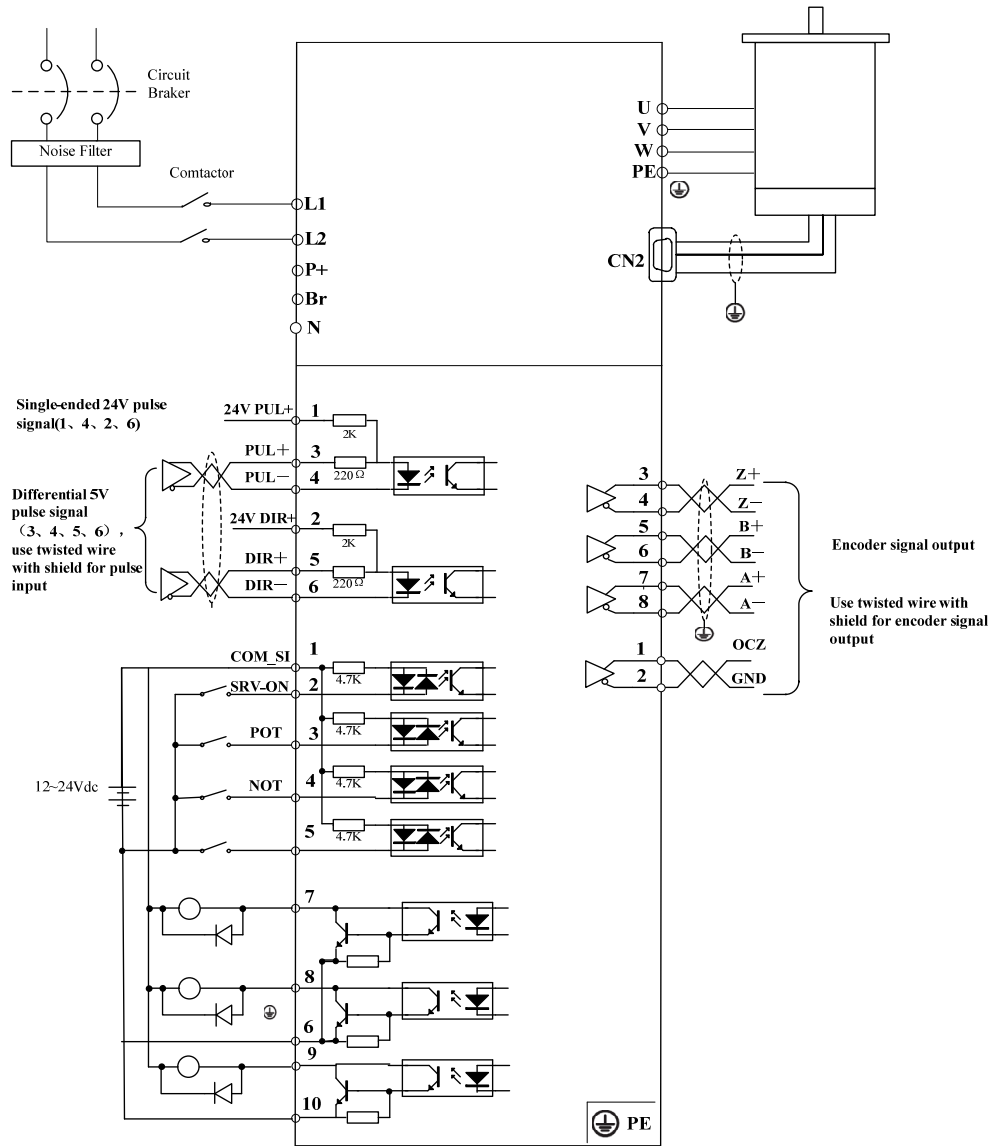 Circuit
Braker
Noise Filter
Comtactor
L1
L2
P+
Br
N
U
V
W
PE
CN2
Single-ended 24V pulse
signal(1、4、2、6)
Differential 5V
pulse signal
（3、4、5、6）,
use twisted wire
with shield for pulse
input
24V PUL+ 1
2K
PUL+ 3
220Ω
PUL− 4
24V DIR+ 2
2K
DIR+ 5
220Ω
DIR− 6
COM_SI 1
4.7K
SRV-ON 2
POT 3
4.7K
NOT 4
4.7K
5
4.7K
12~24Vdc
7
8
6
9
10
3 Z+
4 Z−
5 B+
6 B−
7 A+
8 A−
1 OCZ
2 GND
Encoder signal output
Use twisted wire with
shield for encoder signal
output
PE